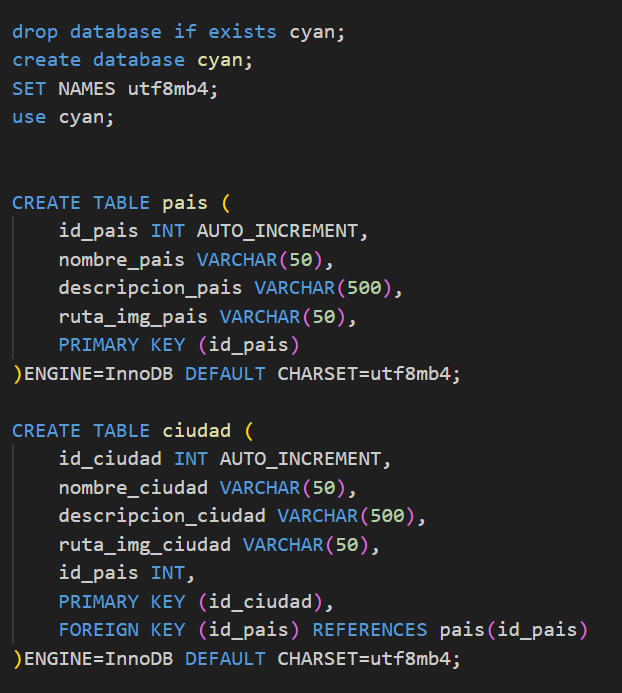 drop database if exists cyan;
create database cyan;
SET NAMES utf8mb4;
use cyan;
CREATE TABLE pais (
    id_pais INT AUTO_INCREMENT,
    nombre_pais VARCHAR(50),
    descripcion_pais VARCHAR(500),
    ruta_img_pais VARCHAR(50),
    PRIMARY KEY (id_pais)
)ENGINE=InnoDB DEFAULT CHARSET=utf8mb4;
CREATE TABLE ciudad (
    id_ciudad INT AUTO_INCREMENT,
    nombre_ciudad VARCHAR(50),
    descripcion_ciudad VARCHAR(500),
    ruta_img_ciudad VARCHAR(50),
    id_pais INT,
    PRIMARY KEY (id_ciudad),
    FOREIGN KEY (id_pais) REFERENCES pais(id_pais)
)ENGINE=InnoDB DEFAULT CHARSET=utf8mb4;